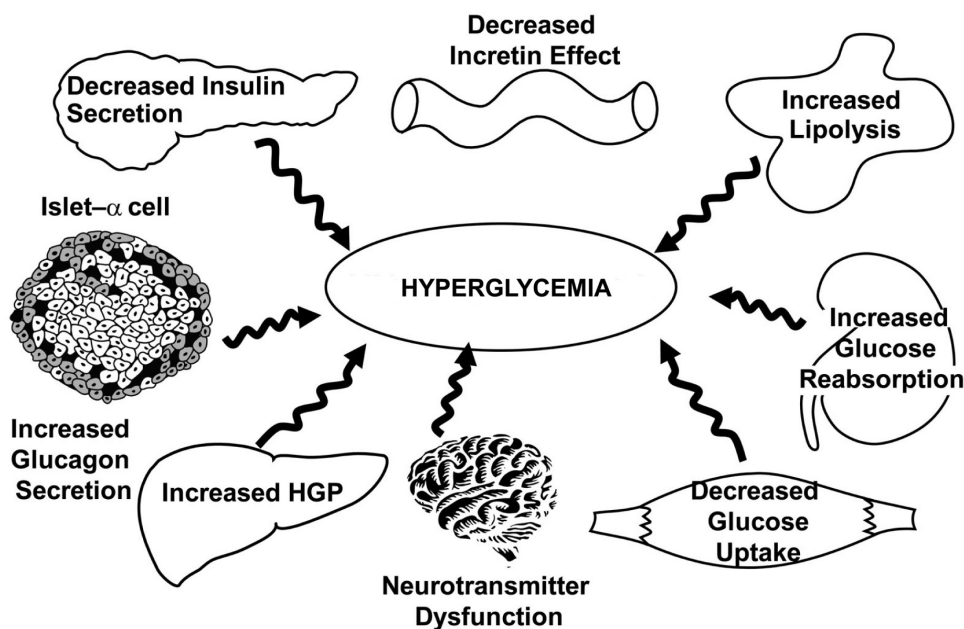 Decreased
Incretin Effect
Decreased Insulin
Secretion
Increased
Lipolysis
Islet–α cell
HYPERGLYCEMIA
Increased
Glucose
Reabsorption
Increased
Glucagon
Secretion
Increased HGP
Decreased
Glucose
Uptake
Neurotransmitter
Dysfunction